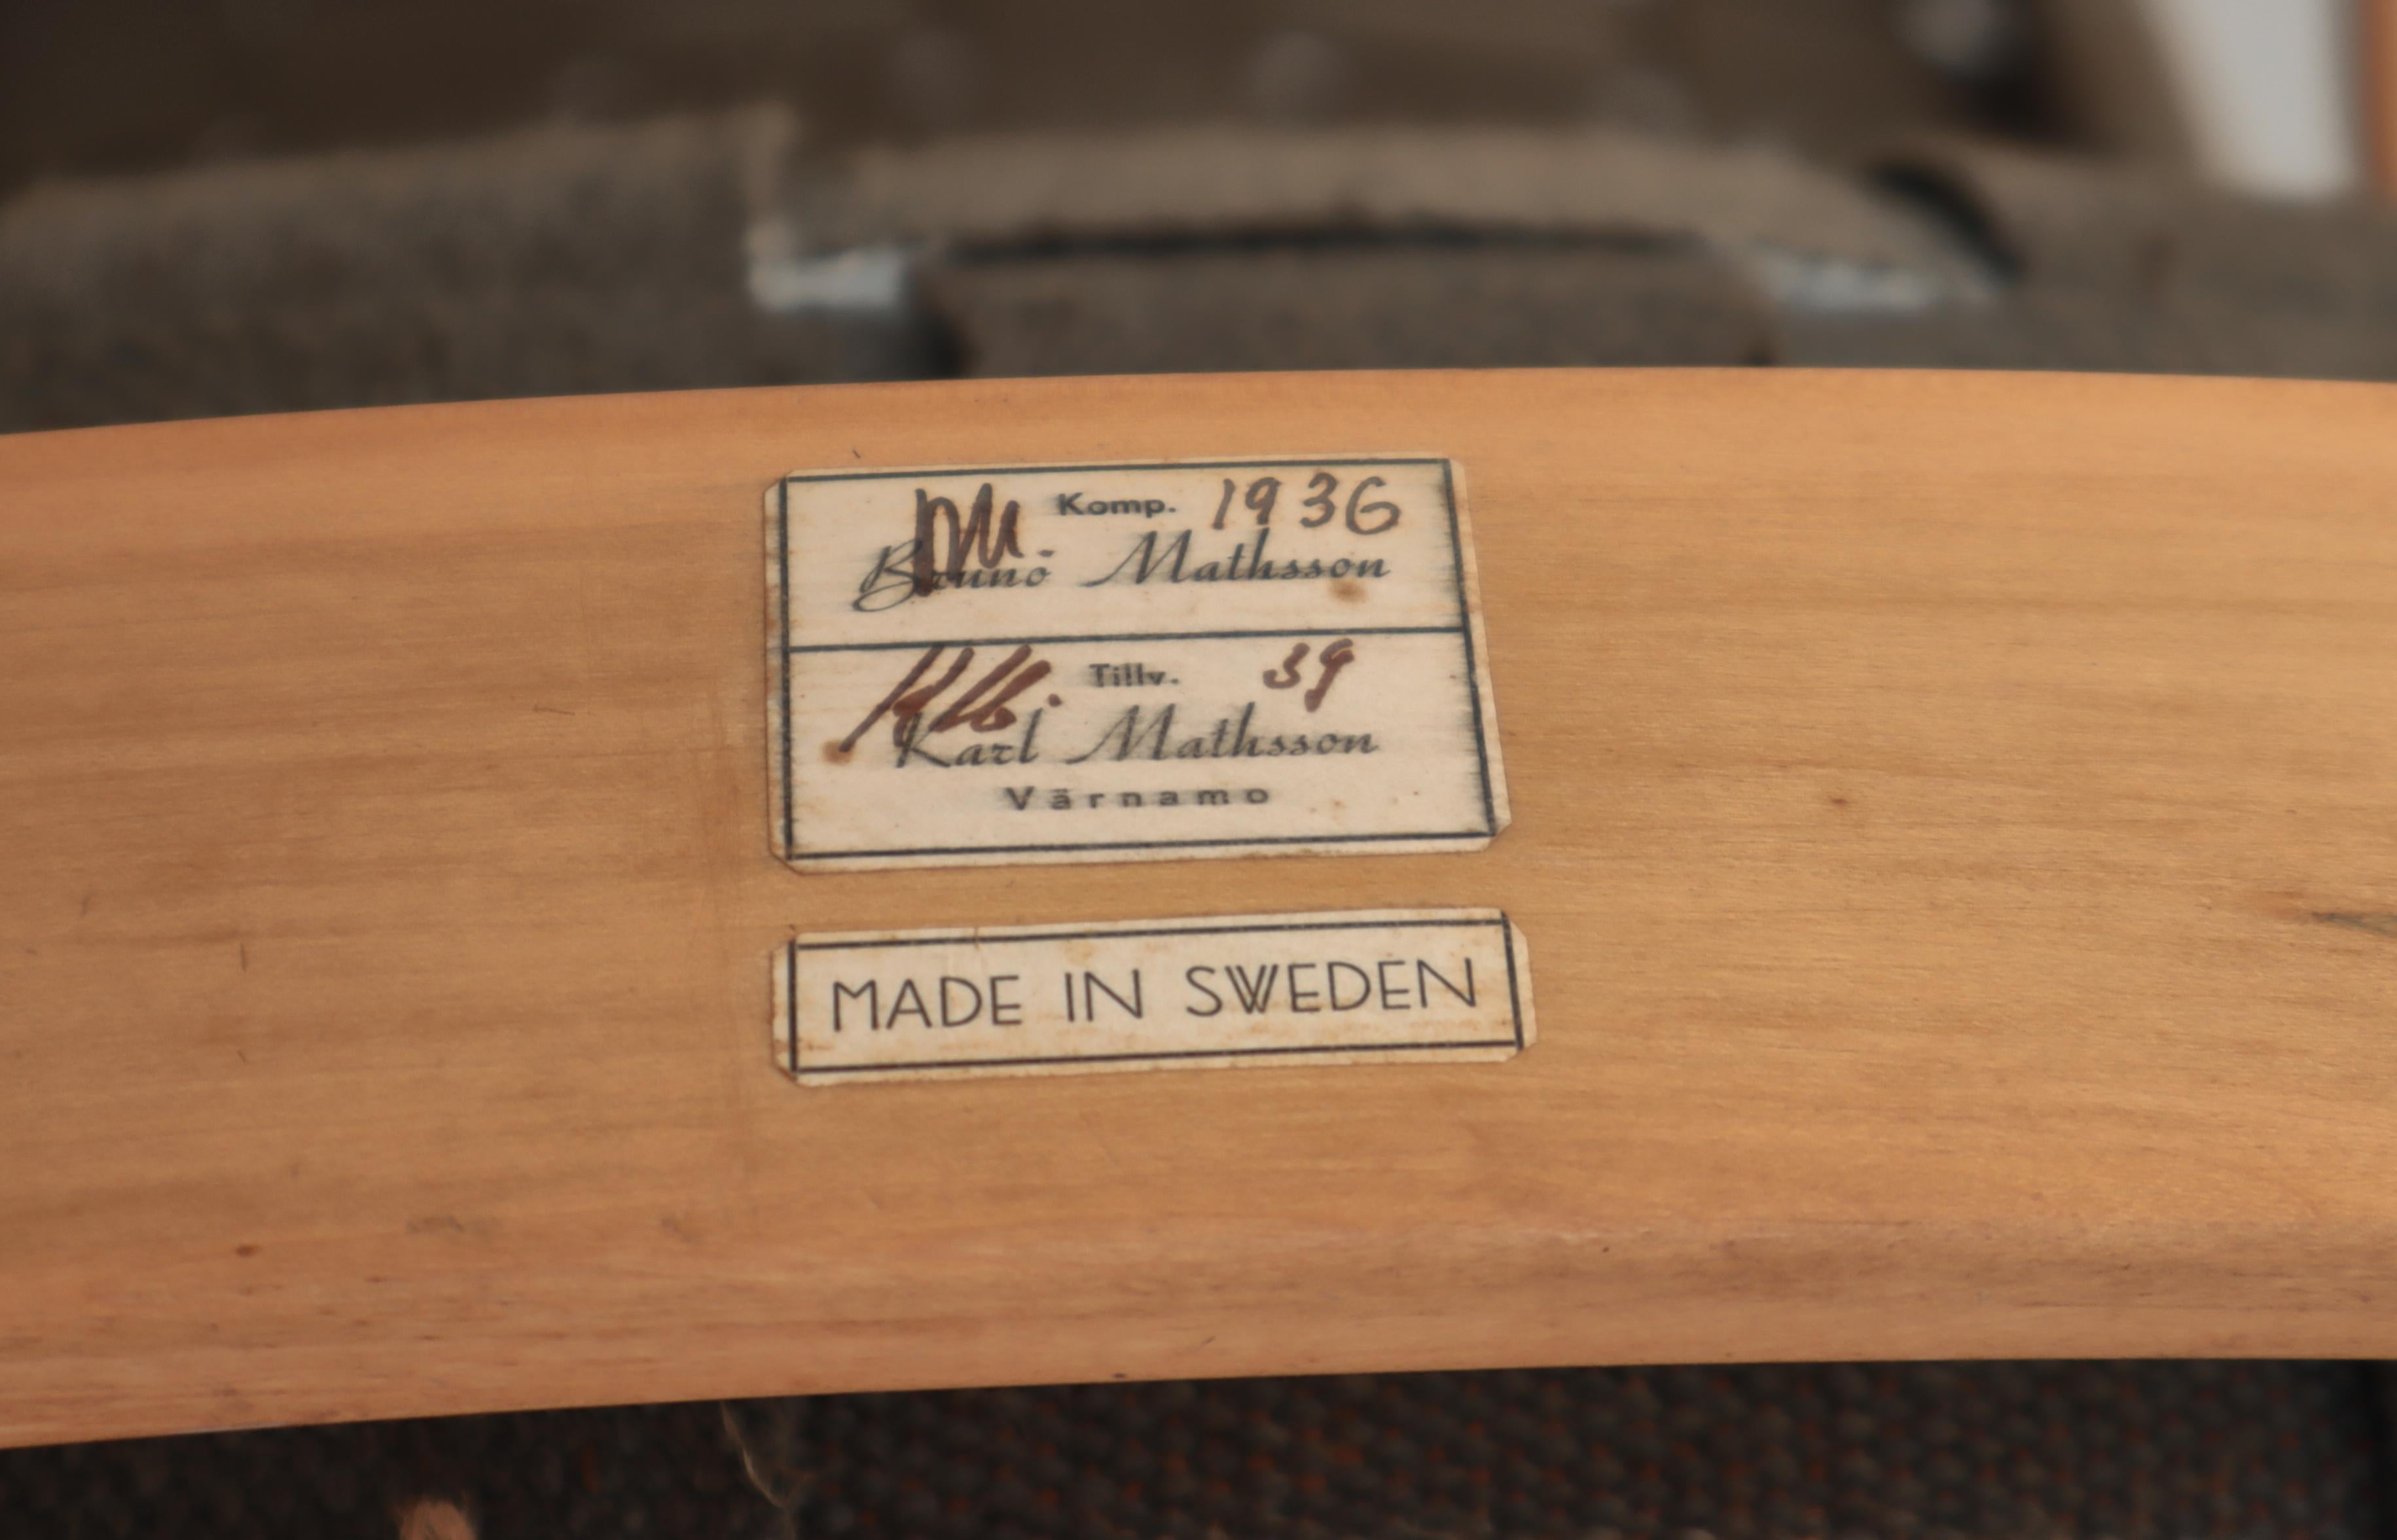 Komp. 1936
Bruno Mathsson
Tillv. 39
Karl Mathsson
Värnamo
MADE IN SWEDEN